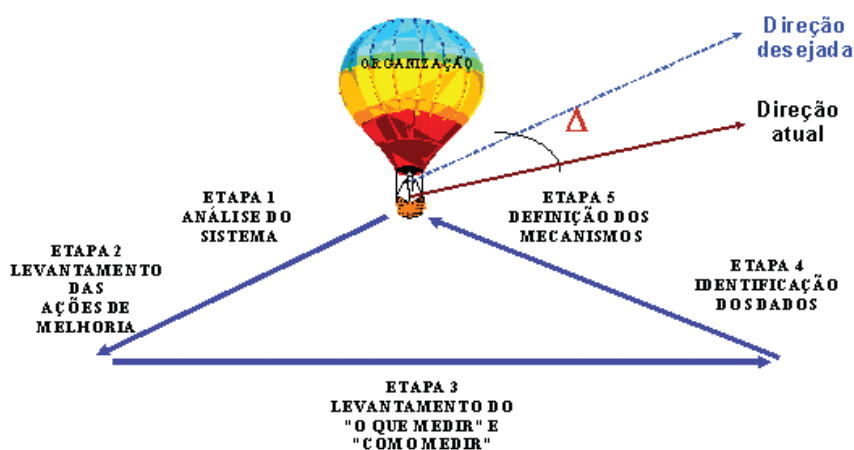 ORGANIZAÇÃO
Direção
desejada
Δ
Direção
atual
ETAPA 1
ANÁLISE DO
SISTEMA
ETAPA 5
DEFINIÇÃO DOS
MECANISMOS
ETAPA 2
LEVANTAMENTO
DAS
AÇÕES DE
MELHORIA
ETAPA 4
IDENTIFICAÇÃO
DOS DADOS
ETAPA 3
LEVANTAMENTO DO
"O QUE MEDIR" E
"COMO MEDIR"